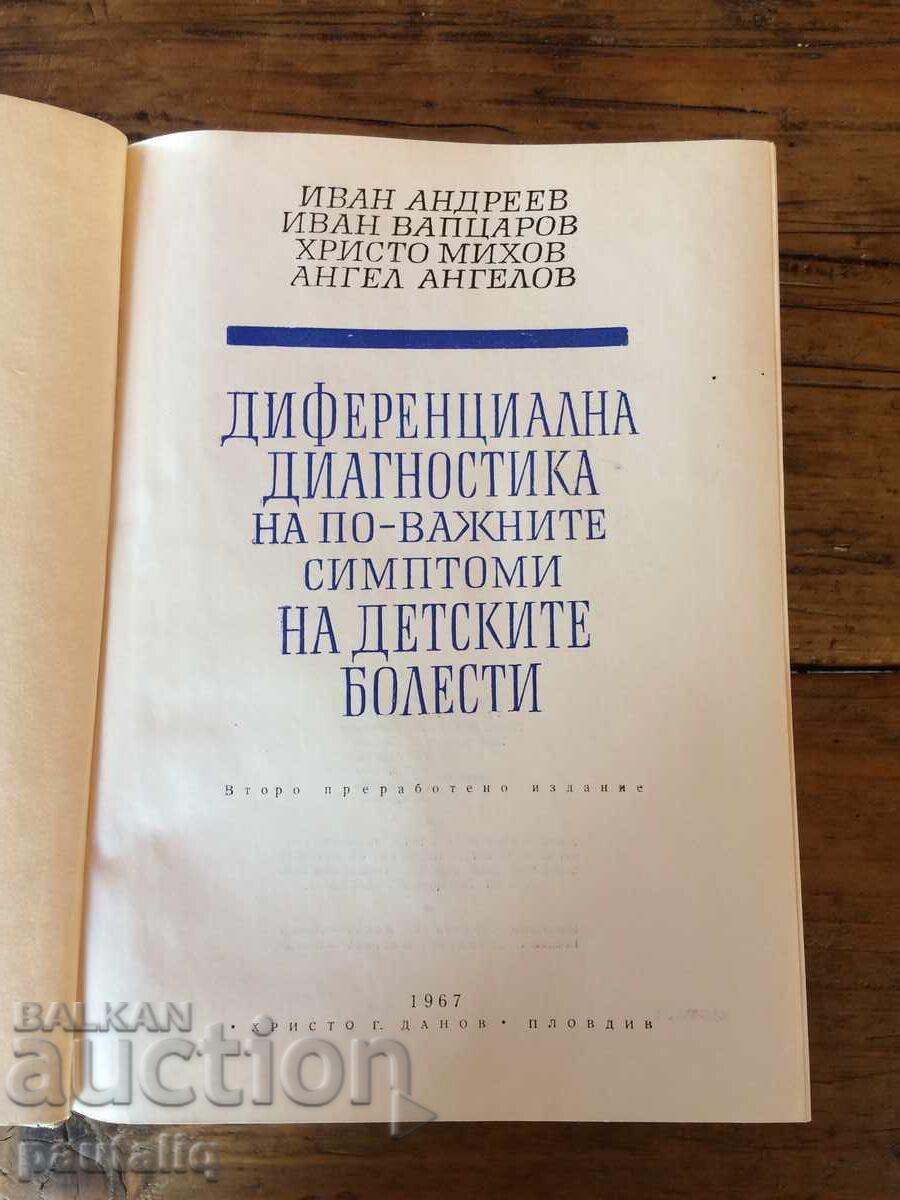 ИВАН АНДРЕЕВ
ИВАН ВАПЦАРОВ
ХРИСТО МИХОВ
АНГЕЛ АНГЕЛОВ
ДИФЕРЕНЦИАЛНА
ДИАГНОСТИКА
НА ПО-ВАЖНИТЕ
СИМПТОМИ
НА ДЕТСКИТЕ
БОЛЕСТИ
Второ преработено издание
1967
• ХРИСТО Г. ДАНОВ • ПЛОВДИВ
BALKAN
auction
pautaliq